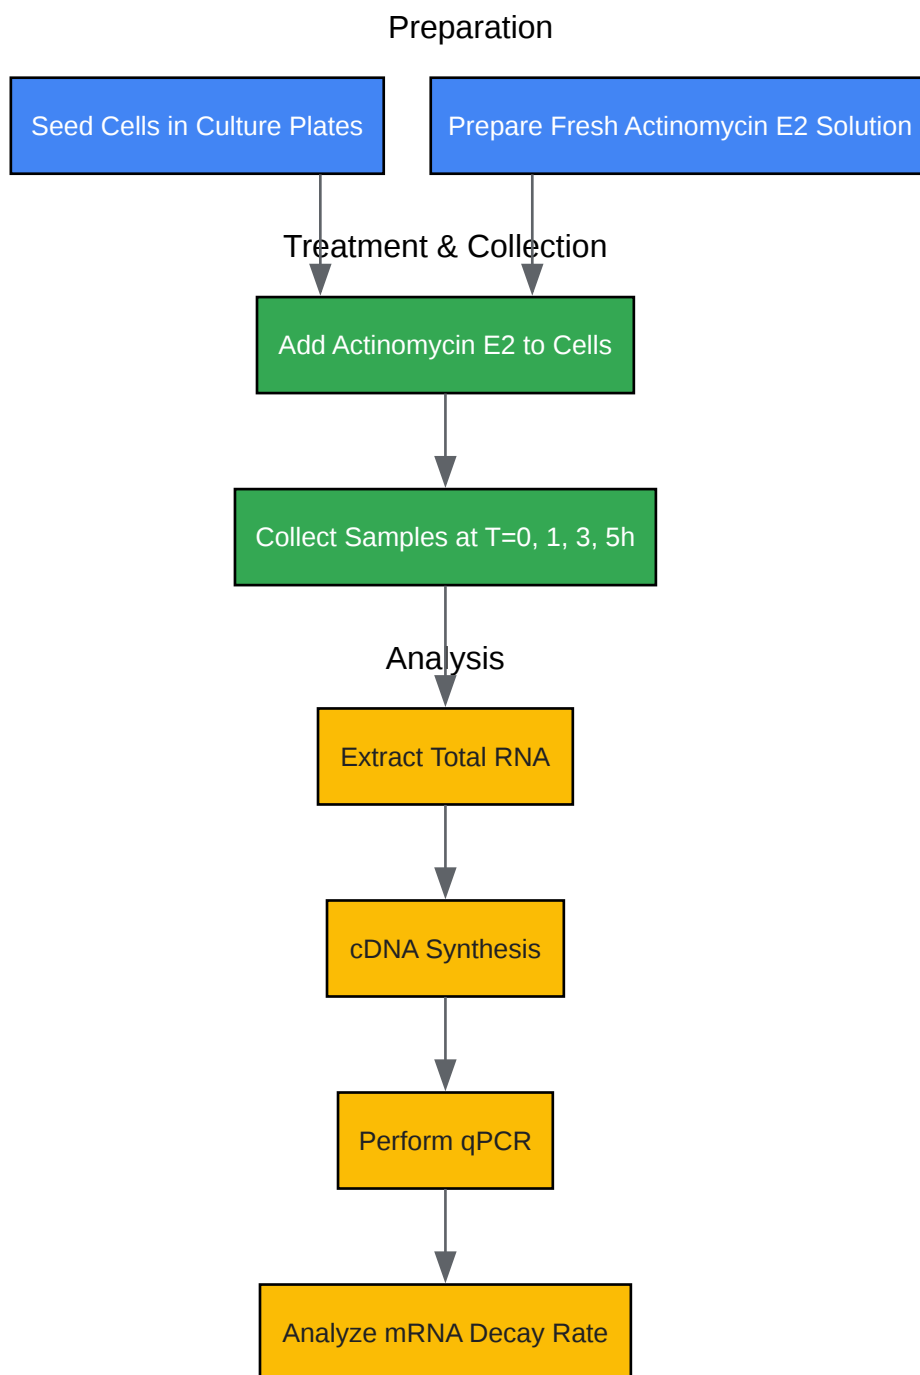 Preparation
Seed Cells in Culture Plates
Prepare Fresh Actinomycin E2 Solution
Treatment & Collection
Add Actinomycin E2 to Cells
Collect Samples at T=0, 1, 3, 5h
Analysis
Extract Total RNA
cDNA Synthesis
Perform qPCR
Analyze mRNA Decay Rate